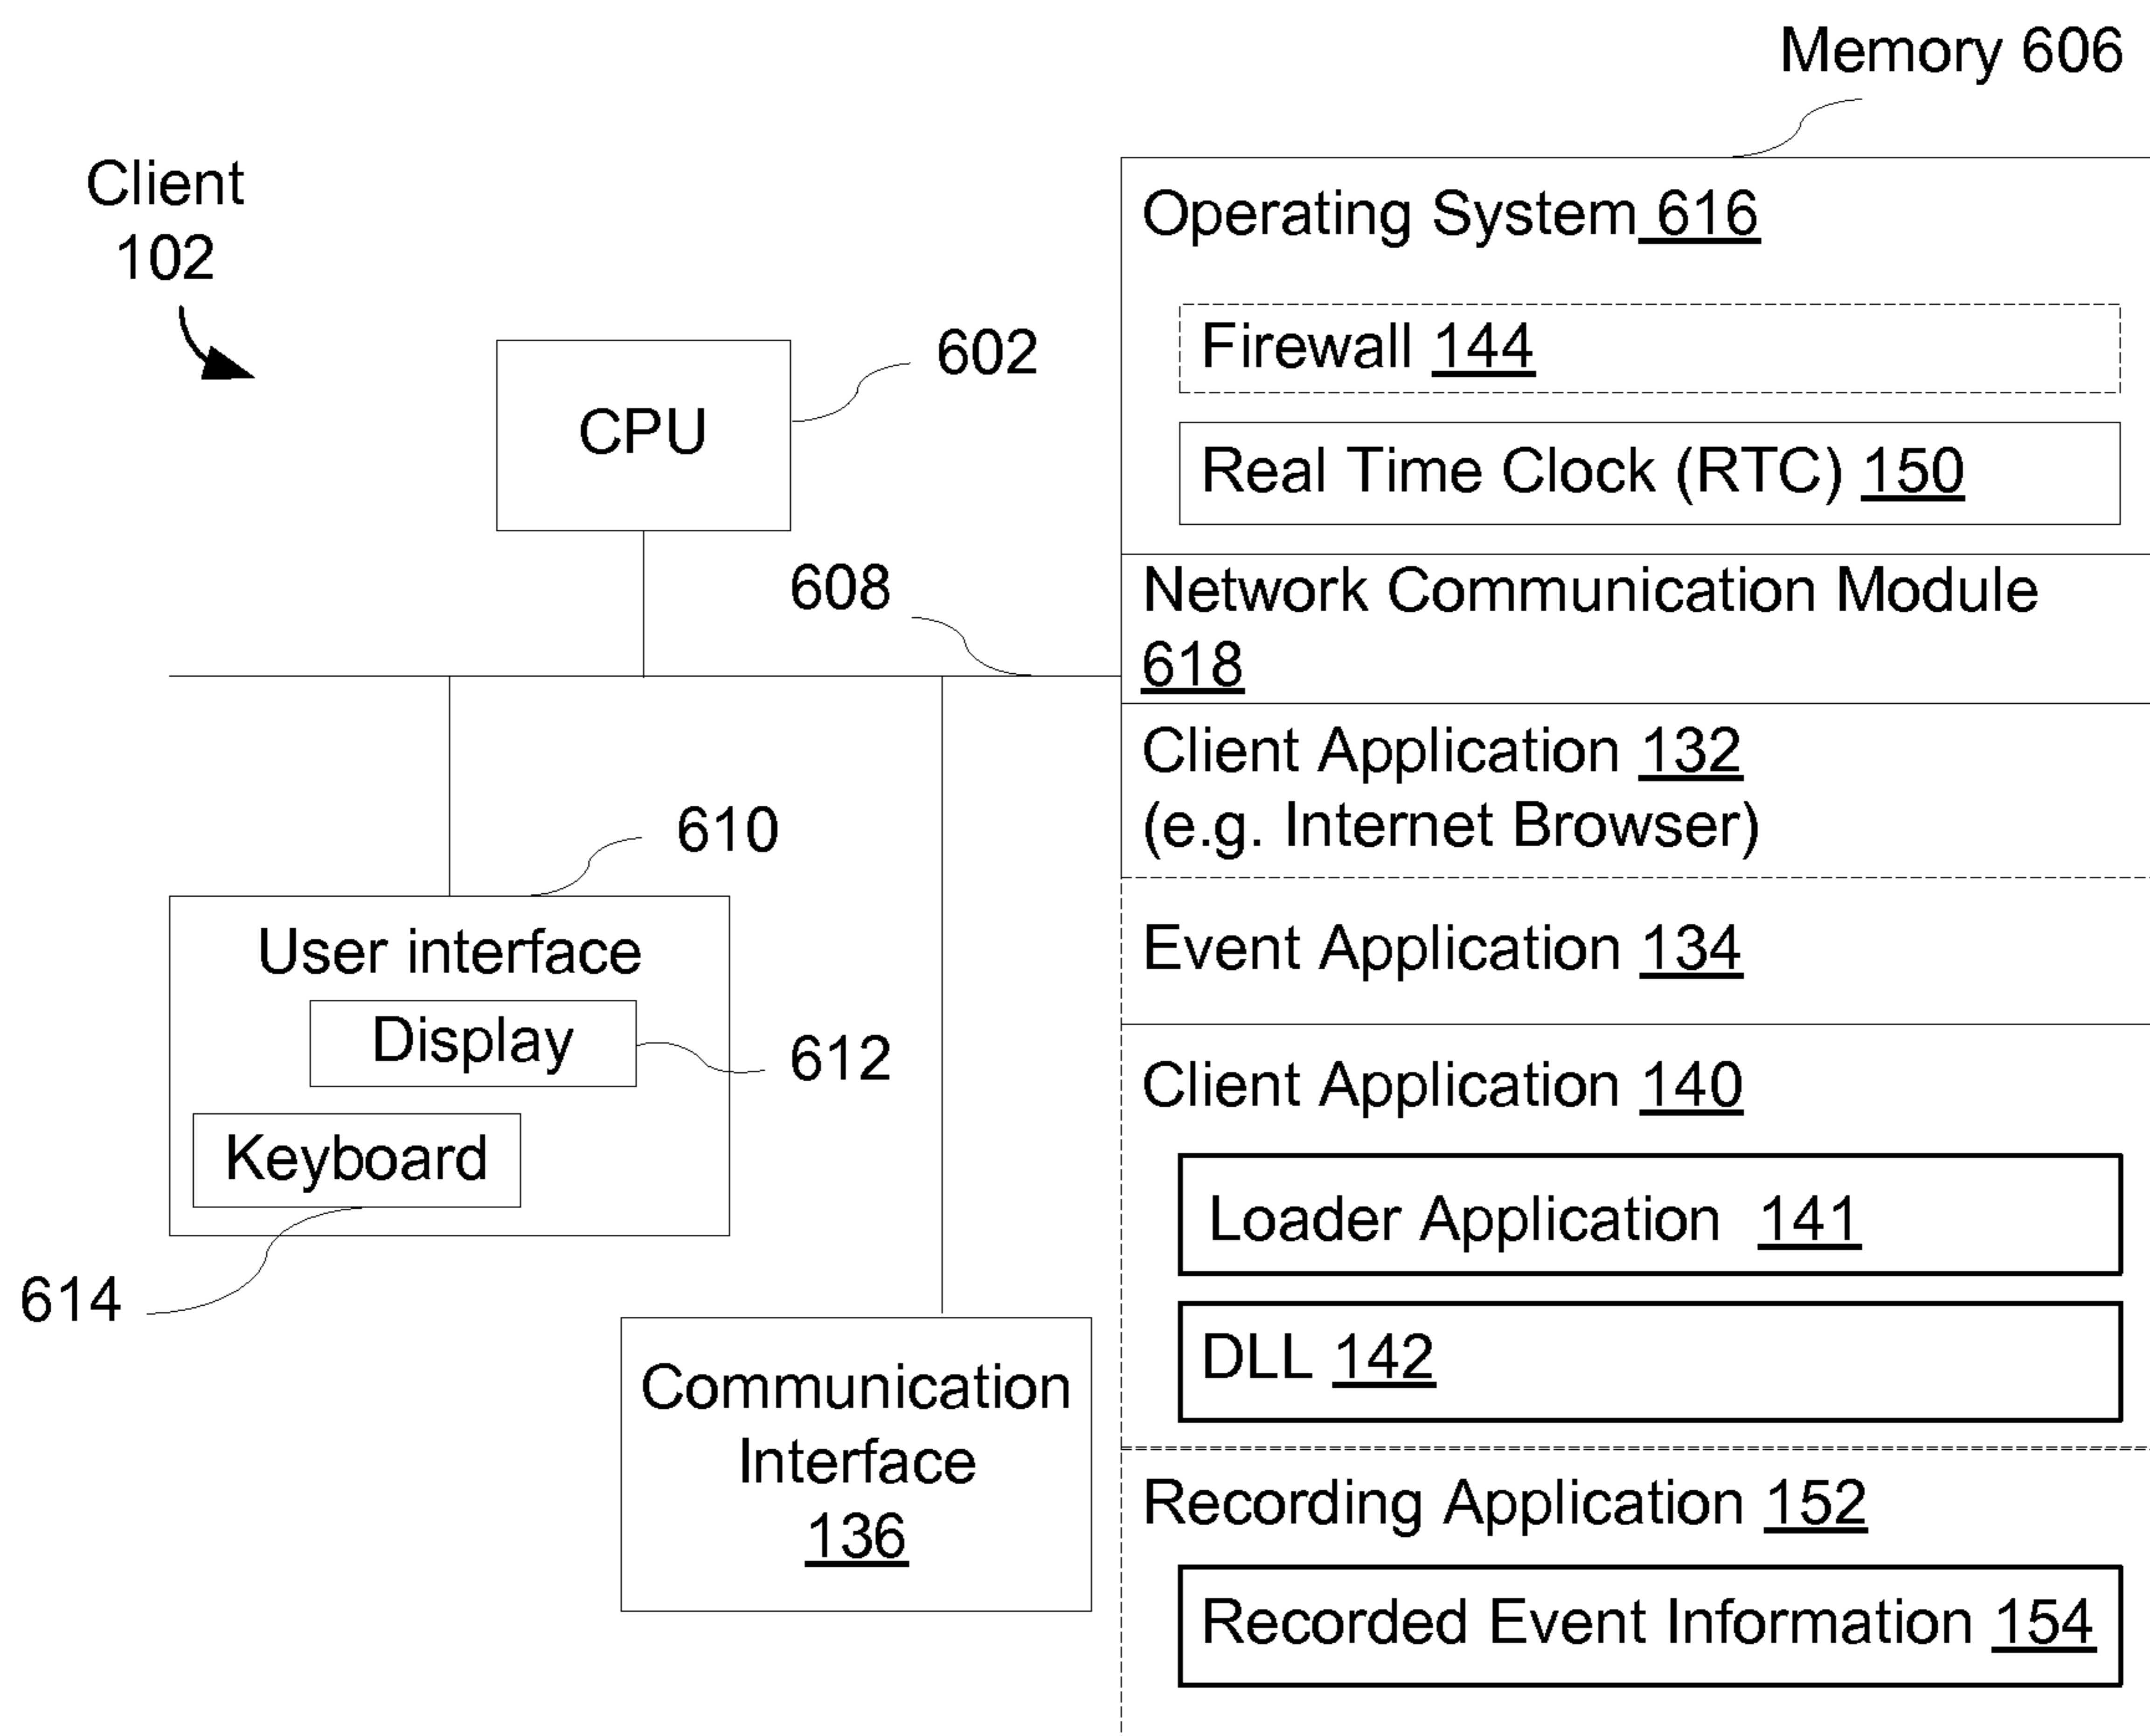 Memory 606
Client
102
CPU
602
608
610
User interface
Display
612
Keyboard
614
Communication
Interface
136
Operating System 616
Firewall 144
Real Time Clock (RTC) 150
Network Communication Module
618
Client Application 132
(e.g. Internet Browser)
Event Application 134
Client Application 140
Loader Application 141
DLL 142
Recording Application 152
Recorded Event Information 154